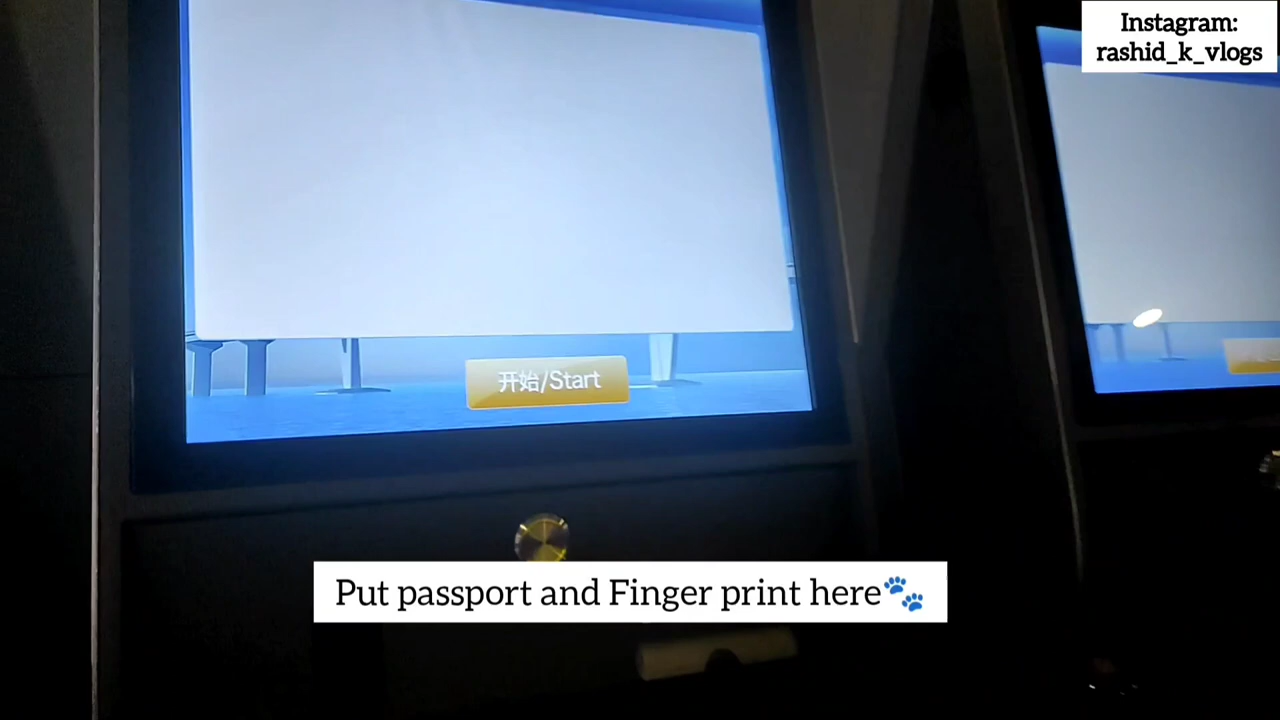 Instagram:
rashid_k_vlogs
开始/Start
Put passport and Finger print here🐾